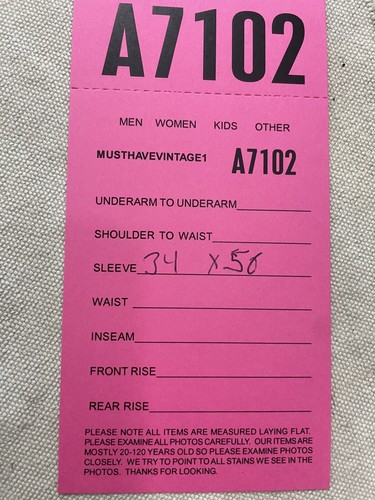 A7102
MEN WOMEN KIDS OTHER
MUSTHAVEVINTAGE1 A7102
UNDERARM TO UNDERARM
SHOULDER TO WAIST
SLEEVE 34 X 50
WAIST
INSEAM
FRONT RISE
REAR RISE
PLEASE NOTE ALL ITEMS ARE MEASURED LAYING FLAT.
PLEASE EXAMINE ALL PHOTOS CAREFULLY. OUR ITEMS ARE
MOSTLY 20-120 YEARS OLD SO PLEASE EXAMINE PHOTOS
CLOSELY. WE TRY TO POINT TO ALL STAINS WE SEE IN THE
PHOTOS. THANKS FOR LOOKING.